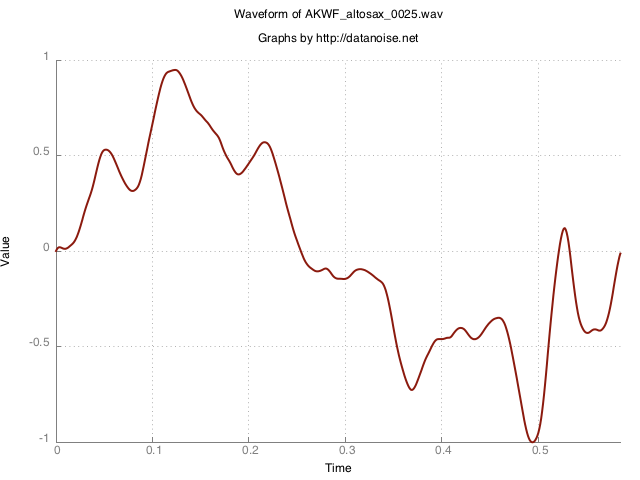 Waveform of AKWF_altosax_0025.wav
Graphs by http://datanoise.net
1
0.5
0
-0.5
-1
Value
0 0.1 0.2 0.3 0.4 0.5
Time